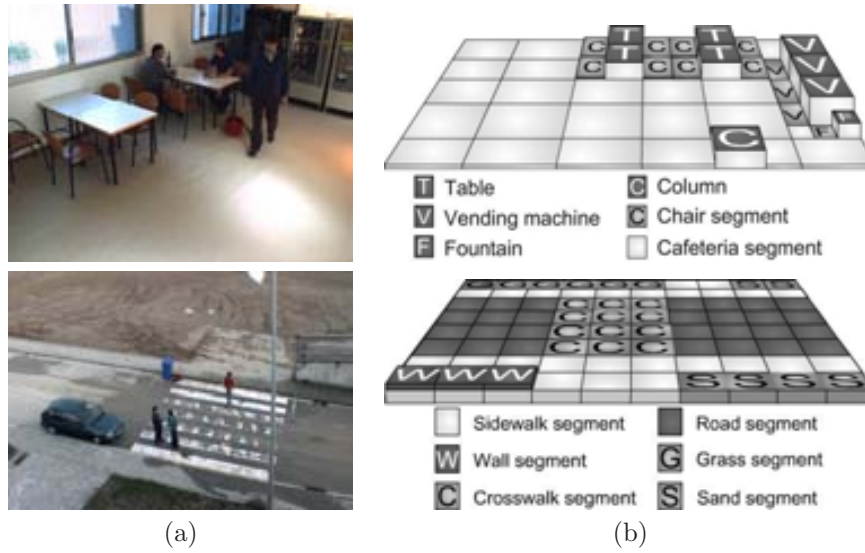 C T C C T C
C T C C T C V
V V
V V
V
C F F
T Table C Column
V Vending machine C Chair segment
F Fountain Cafeteria segment
G G G G G G S S
C C C
C C C
C C C
C C C
W W W S S S S
Sidewalk segment Road segment
W Wall segment G Grass segment
C Crosswalk segment S Sand segment
(a) (b)